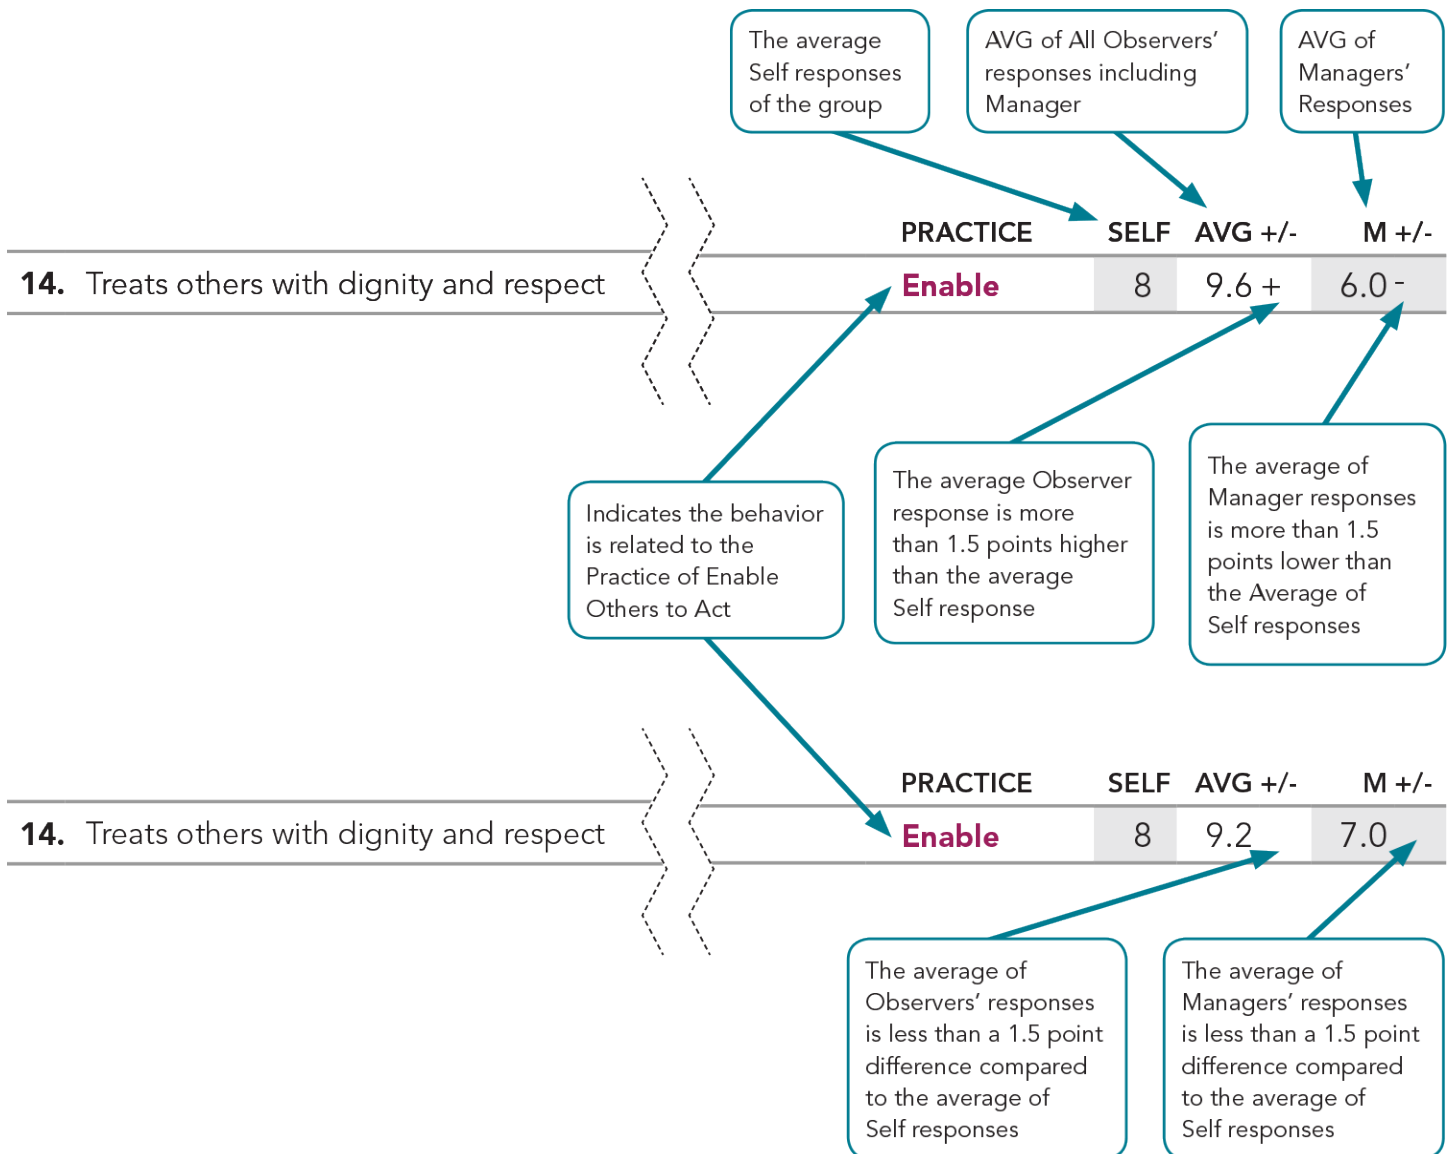 The average
Self responses
of the group
AVG of All Observers’
responses including
Manager
AVG of
Managers’
Responses
PRACTICE SELF AVG +/- M +/-
14. Treats others with dignity and respect Enable 8 9.6 + 6.0 -
Indicates the behavior
is related to the
Practice of Enable
Others to Act
The average Observer
response is more
than 1.5 points higher
than the average
Self response
The average of
Manager responses
is more than 1.5
points lower than
the Average of
Self responses
PRACTICE SELF AVG +/- M +/-
14. Treats others with dignity and respect Enable 8 9.2 7.0
The average of
Observers’ responses
is less than a 1.5 point
difference compared
to the average of
Self responses
The average of
Managers’ responses
is less than a 1.5 point
difference compared
to the average of
Self responses